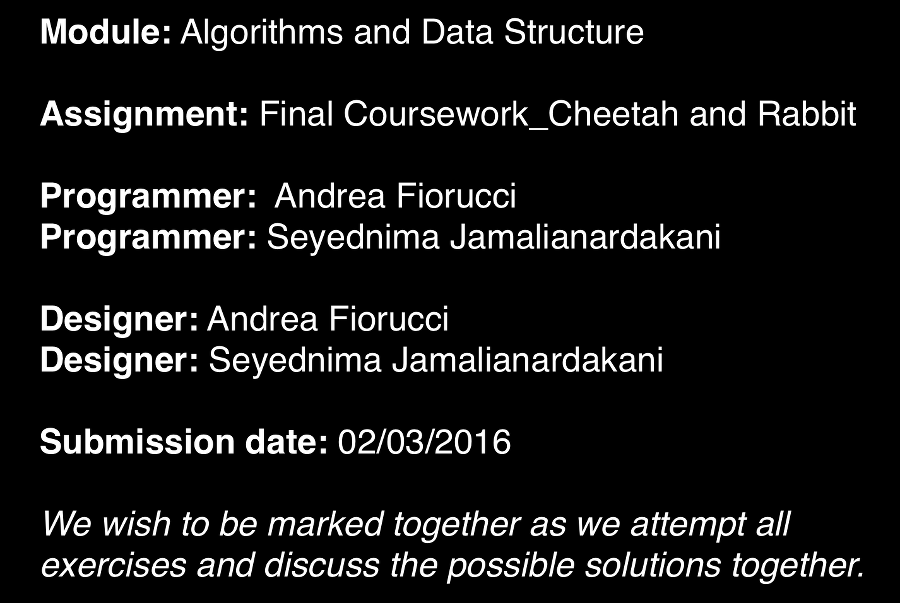 Module: Algorithms and Data Structure
Assignment: Final Coursework_Cheetah and Rabbit
Programmer: Andrea Fiorucci
Programmer: Seyednima Jamalianardakani
Designer: Andrea Fiorucci
Designer: Seyednima Jamalianardakani
Submission date: 02/03/2016
We wish to be marked together as we attempt all
exercises and discuss the possible solutions together.